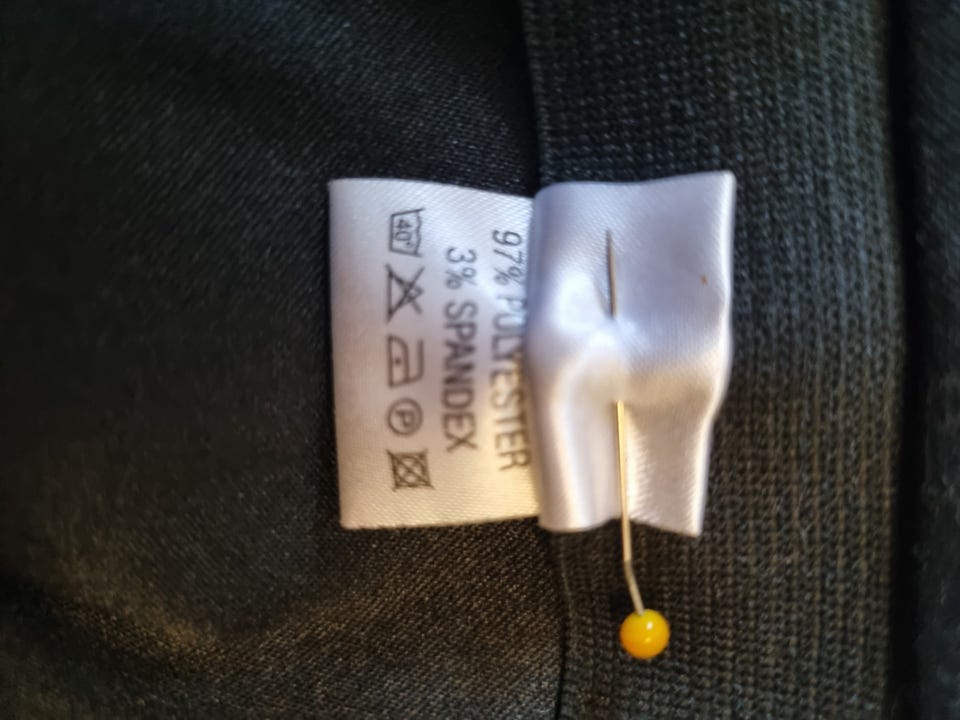 97% POLYESTER
3% SPANDEX
40°
P